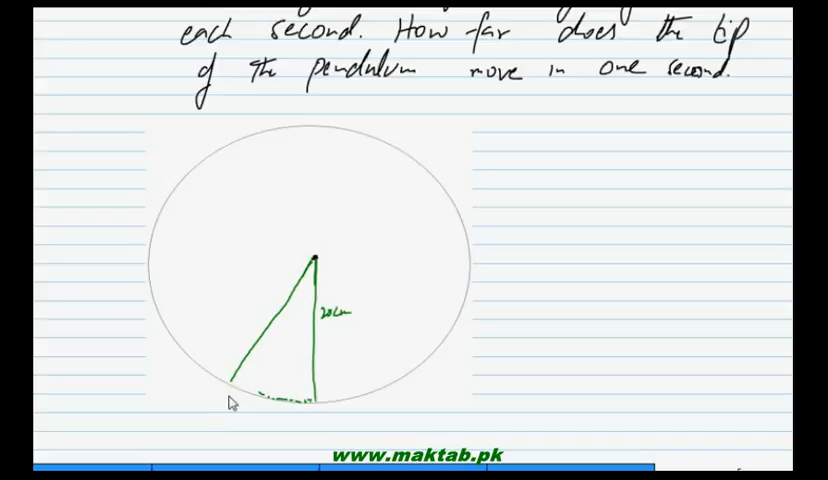 each second. How far does the tip
of the pendulum move in one second.
20cm
www.maktab.pk